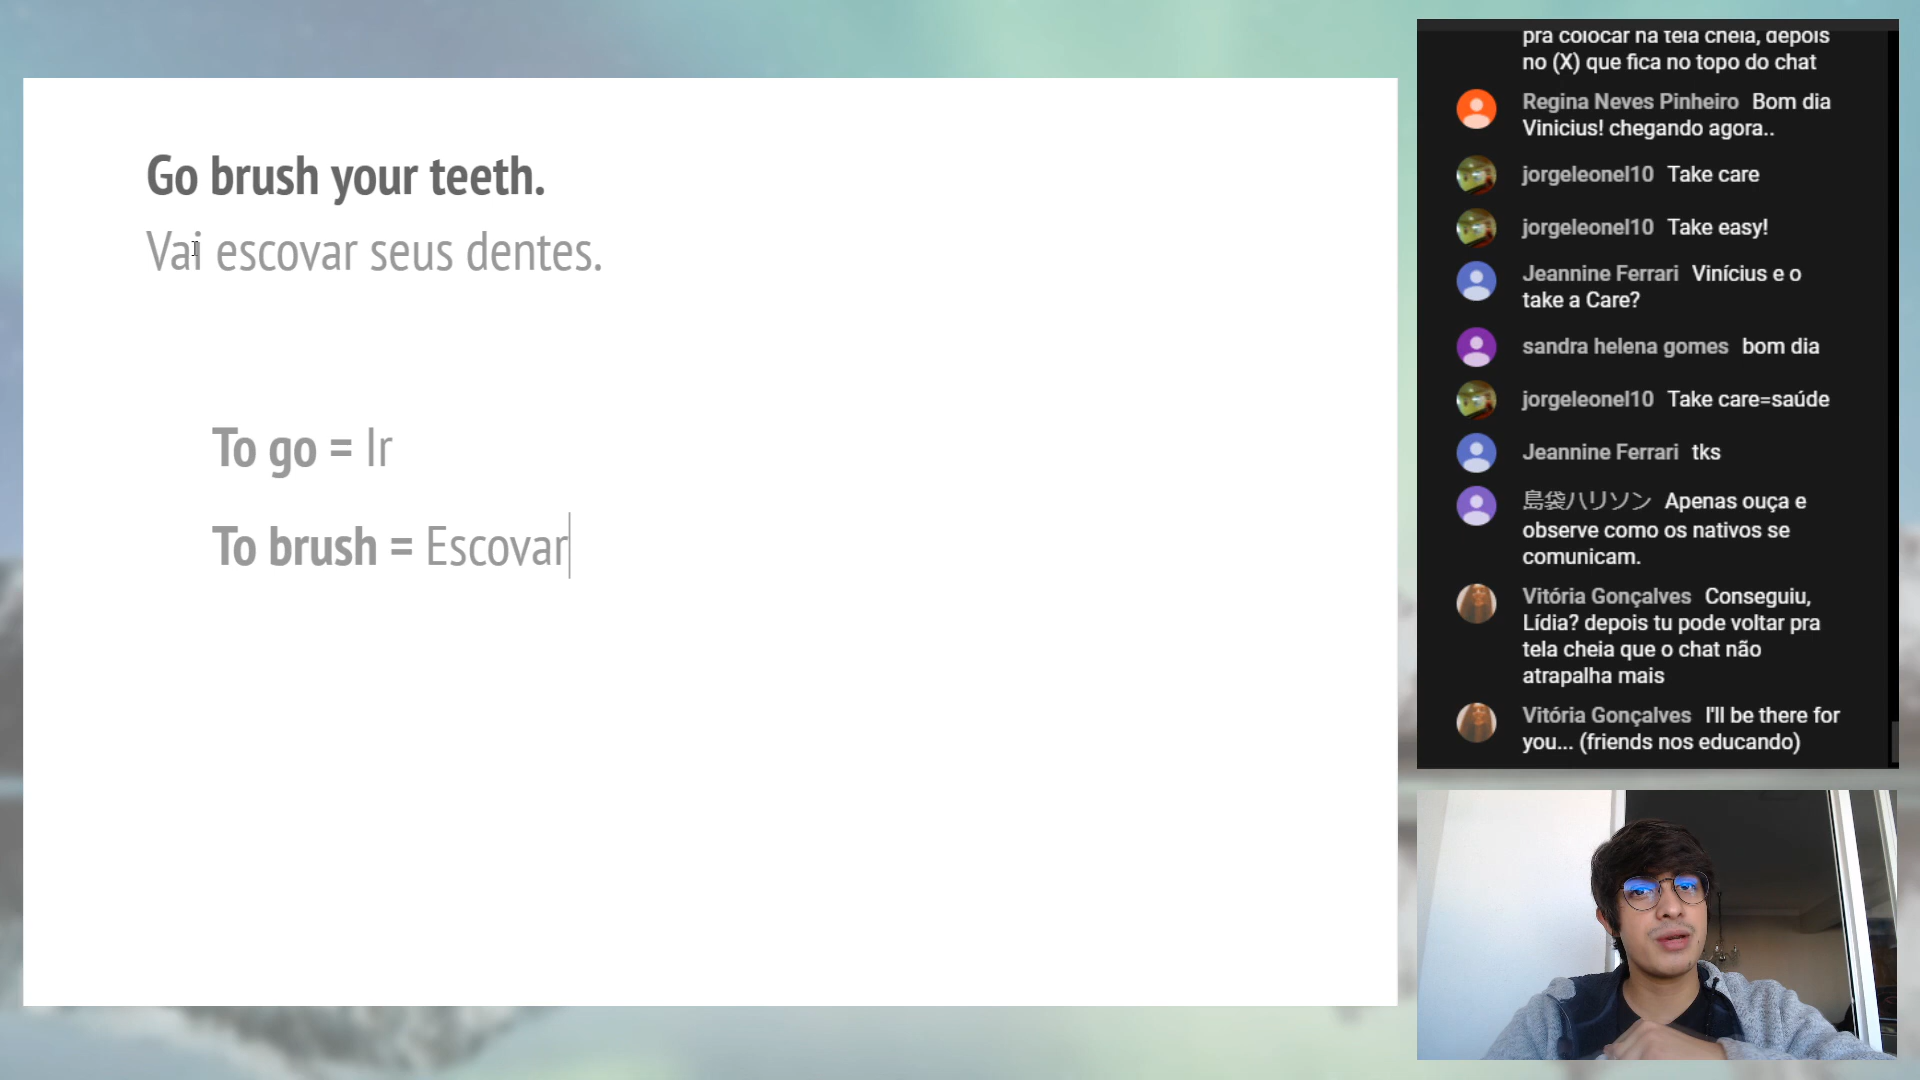 Go brush your teeth.
Vai escovar seus dentes.
To go = Ir
To brush = Escovar
pra colocar na tela cheia, depois
no (X) que fica no topo do chat
Regina Neves Pinheiro Bom dia
Vinicius! chegando agora..
jorgeleonel10 Take care
jorgeleonel10 Take easy!
Jeannine Ferrari Vinícius e o
take a Care?
sandra helena gomes bom dia
jorgeleonel10 Take care=saúde
Jeannine Ferrari tks
島袋ハリソン Apenas ouça e
observe como os nativos se
comunicam.
Vitória Gonçalves Conseguiu,
Lídia? depois tu pode voltar pra
tela cheia que o chat não
atrapalha mais
Vitória Gonçalves I'll be there for
you... (friends nos educando)